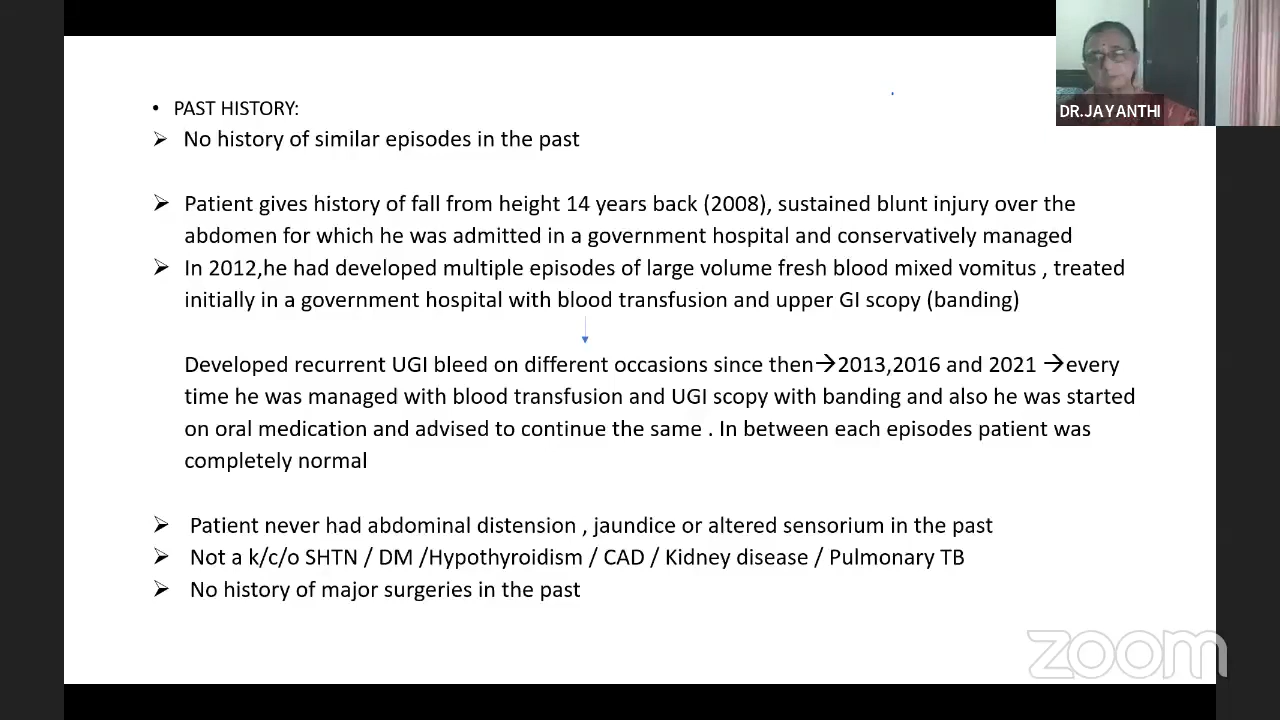 • PAST HISTORY:
➢ No history of similar episodes in the past
➢ Patient gives history of fall from height 14 years back (2008), sustained blunt injury over the
abdomen for which he was admitted in a government hospital and conservatively managed
➢ In 2012,he had developed multiple episodes of large volume fresh blood mixed vomitus , treated
initially in a government hospital with blood transfusion and upper GI scopy (banding)
Developed recurrent UGI bleed on different occasions since then→2013,2016 and 2021 →every
time he was managed with blood transfusion and UGI scopy with banding and also he was started
on oral medication and advised to continue the same . In between each episodes patient was
completely normal
➢ Patient never had abdominal distension , jaundice or altered sensorium in the past
➢ Not a k/c/o SHTN / DM /Hypothyroidism / CAD / Kidney disease / Pulmonary TB
➢ No history of major surgeries in the past
DR.JAYANTHI
zoom